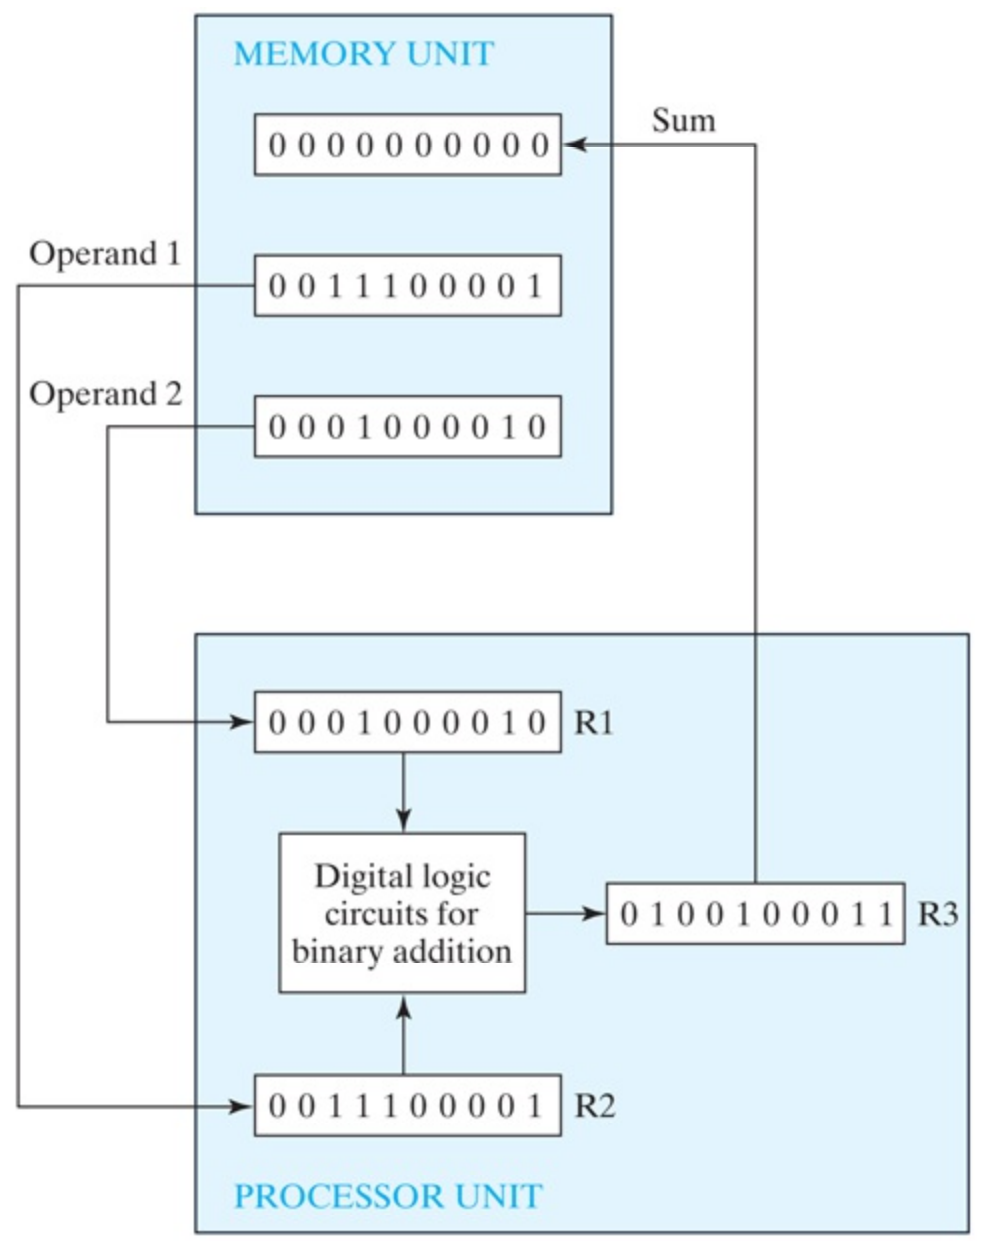 MEMORY UNIT
Sum
0 0 0 0 0 0 0 0 0 0
Operand 1
0 0 1 1 1 0 0 0 0 1
Operand 2
0 0 0 1 0 0 0 0 1 0
0 0 0 1 0 0 0 0 1 0 R1
Digital logic
circuits for
binary addition
0 1 0 0 1 0 0 0 1 1 R3
0 0 1 1 1 0 0 0 0 1 R2
PROCESSOR UNIT